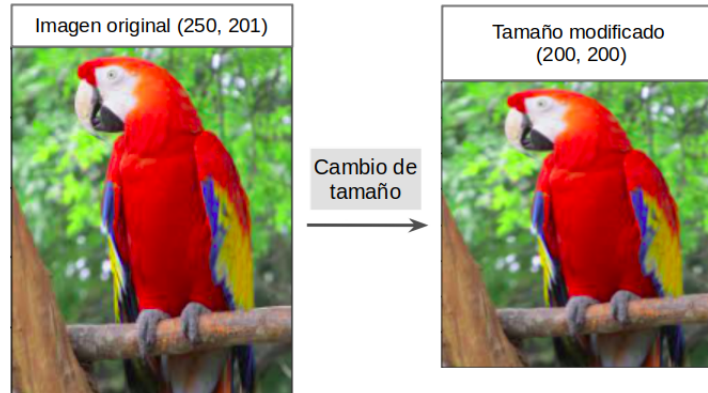 Imagen original (250, 201)
Tamaño modificado
(200, 200)
Cambio de
tamaño